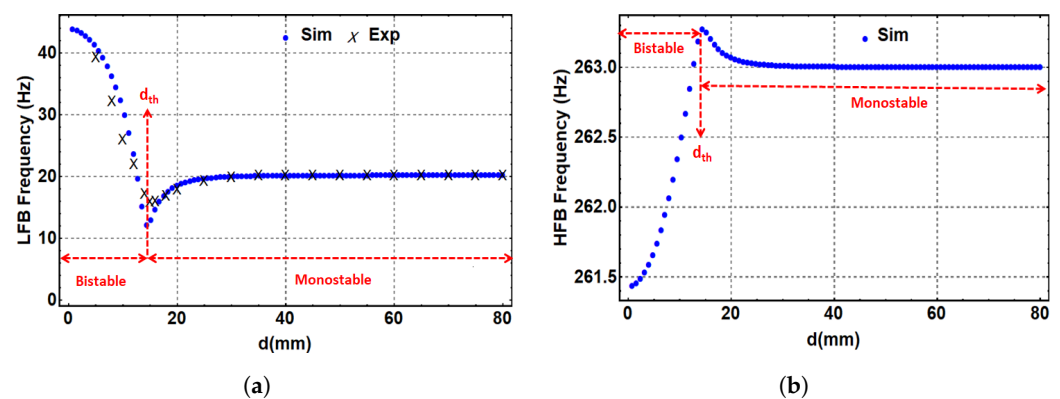 Sim Exp
LFB Frequency (Hz)
40
30
20
10
0
d_th
Bistable
Monostable
0 20 40 60 80
d(mm)
(a)
Sim
HFB Frequency (Hz)
263.0
262.5
262.0
261.5
Bistable
Monostable
d_th
0 20 40 60 80
d(mm)
(b)